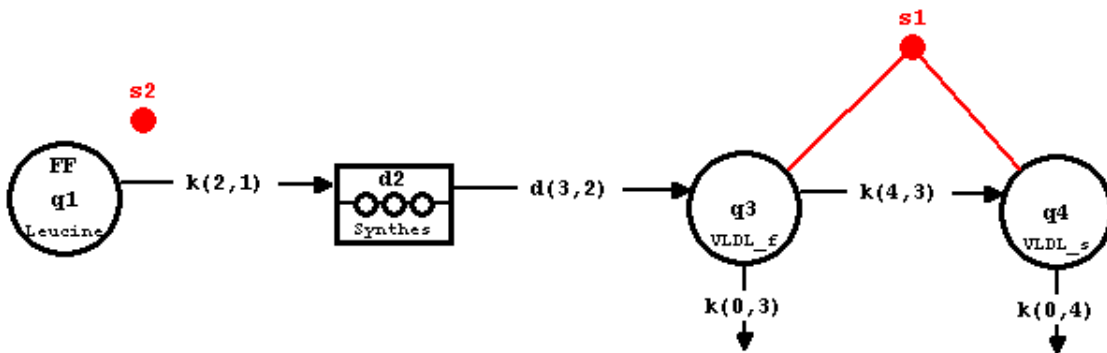 s1
s2
FF
q1
Leucine
k(2,1)
d2
Synthes
d(3,2)
q3
VLDL_f
k(4,3)
q4
VLDL_s
k(0,3)
k(0,4)